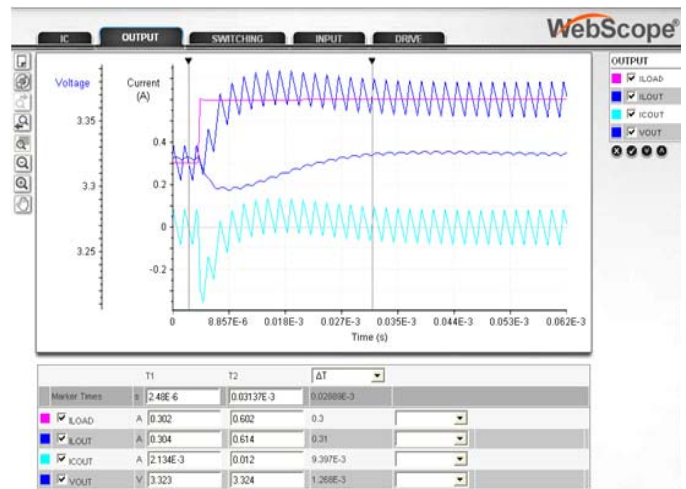 WebScope®
IC OUTPUT SWITCHING INPUT DRIVE
Voltage Current (A)
3.35
3.3
3.25
0.4
0.2
0
-0.2
0 8.857E-6 0.018E-3 0.027E-3 0.035E-3 0.044E-3 0.053E-3 0.062E-3
Time (s)
OUTPUT
ILOAD
ILOUT
ICOUT
VOUT
T1 T2 ΔT
Marker Times s 2.48E-6 0.03137E-3 0.02889E-3
ILOAD A 0.302 0.602 0.3
ILOUT A 0.304 0.614 0.31
ICOUT A 2.134E-3 0.012 9.397E-3
VOUT V 3.323 3.324 1.268E-3